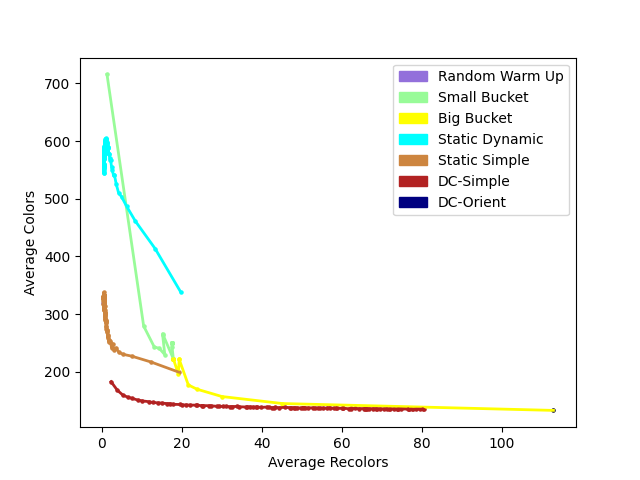 Random Warm Up
Small Bucket
Big Bucket
Static Dynamic
Static Simple
DC-Simple
DC-Orient
700
600
500
400
300
200
Average Colors
0
20
40
60
80
100
Average Recolors